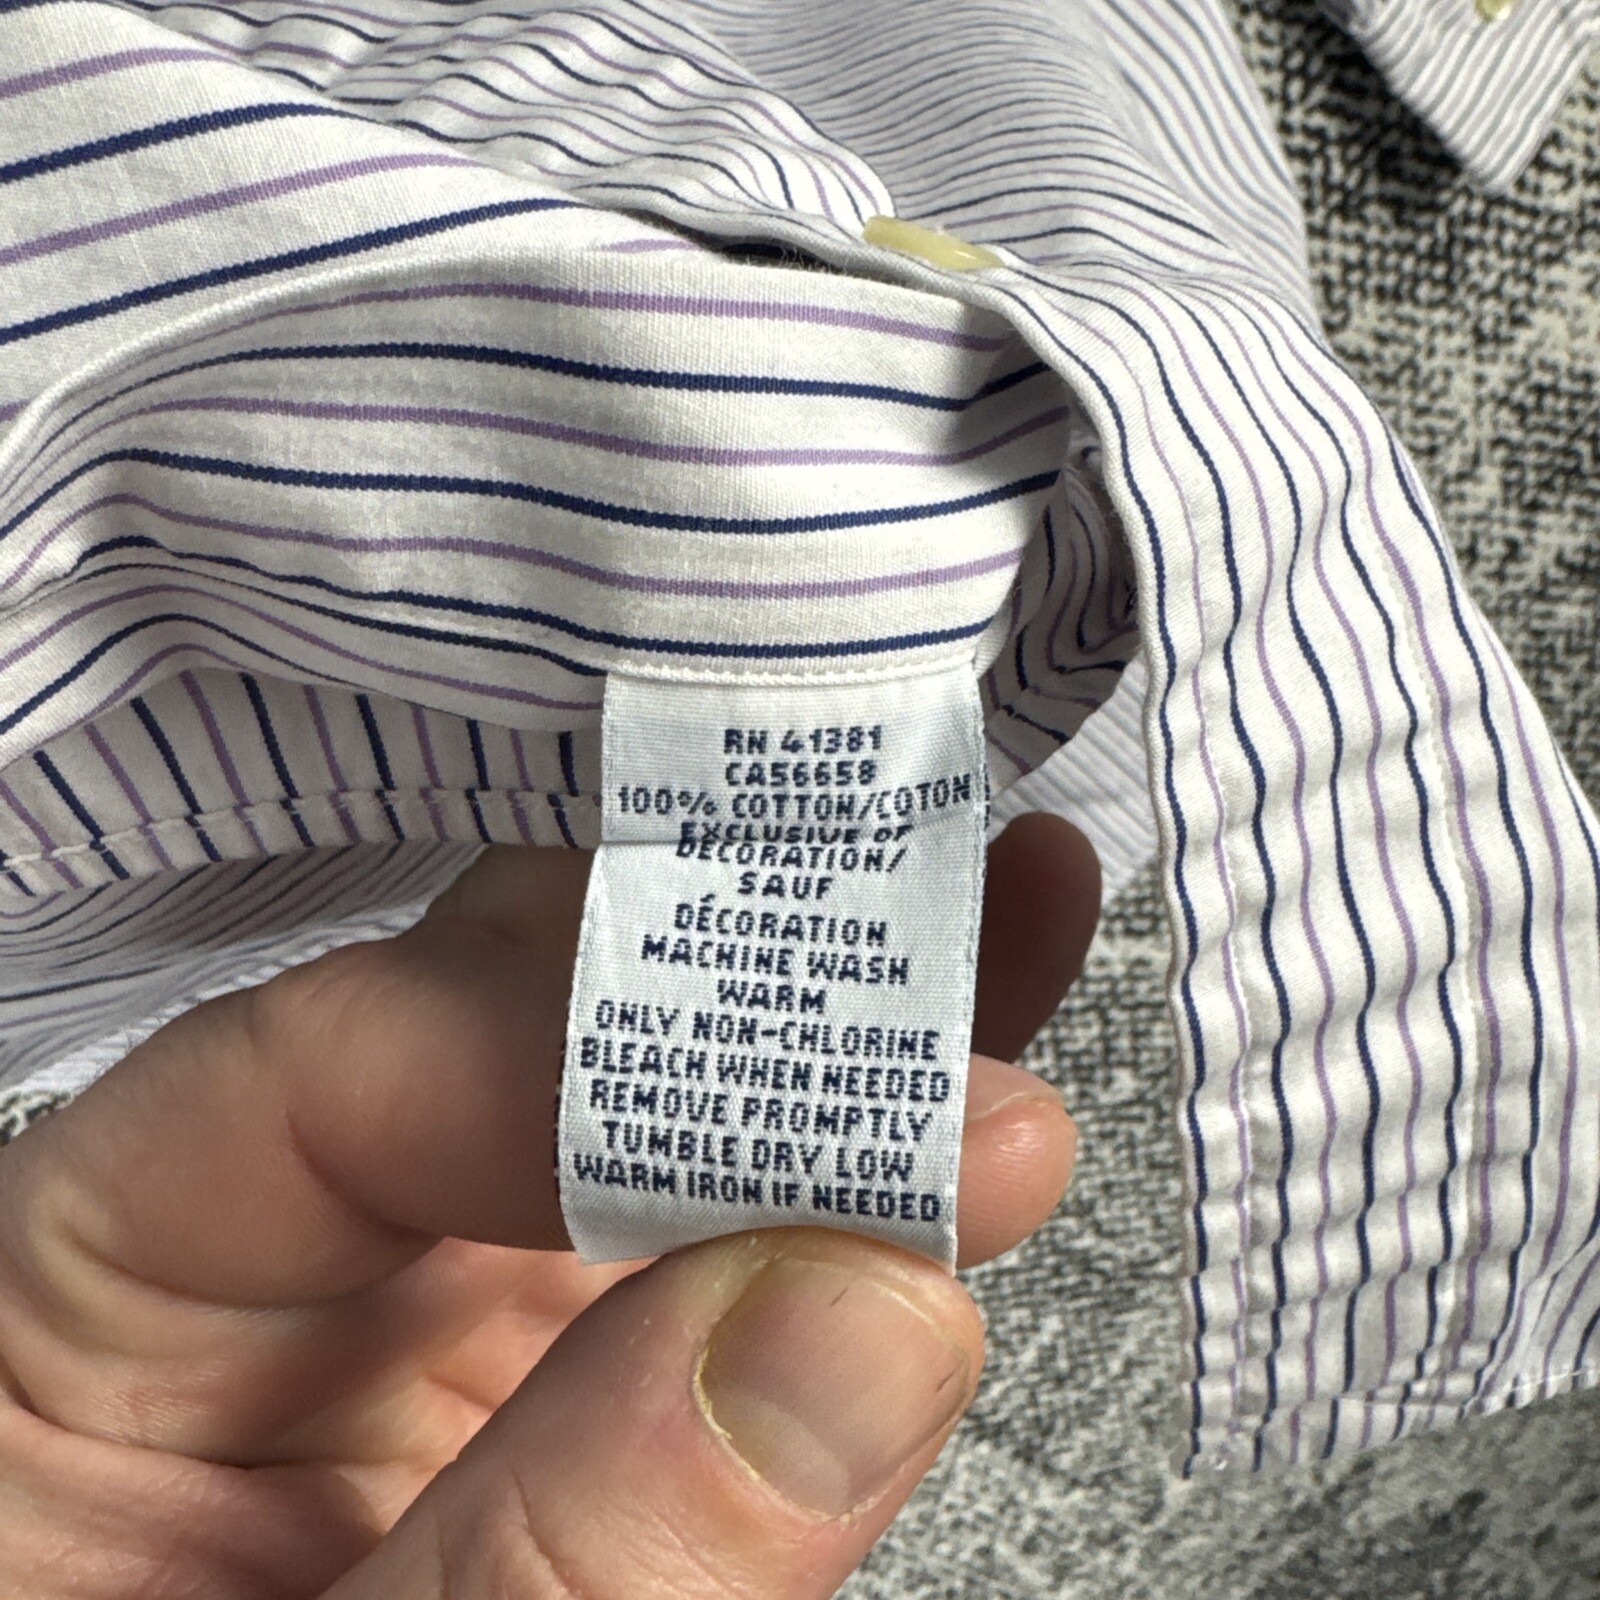 RN 41381
CA56658
100% COTTON/COTON
EXCLUSIVE OF
DECORATION/
SAUF
DÉCORATION
MACHINE WASH
WARM
ONLY NON-CHLORINE
BLEACH WHEN NEEDED
REMOVE PROMPTLY
TUMBLE DRY LOW
WARM IRON IF NEEDED